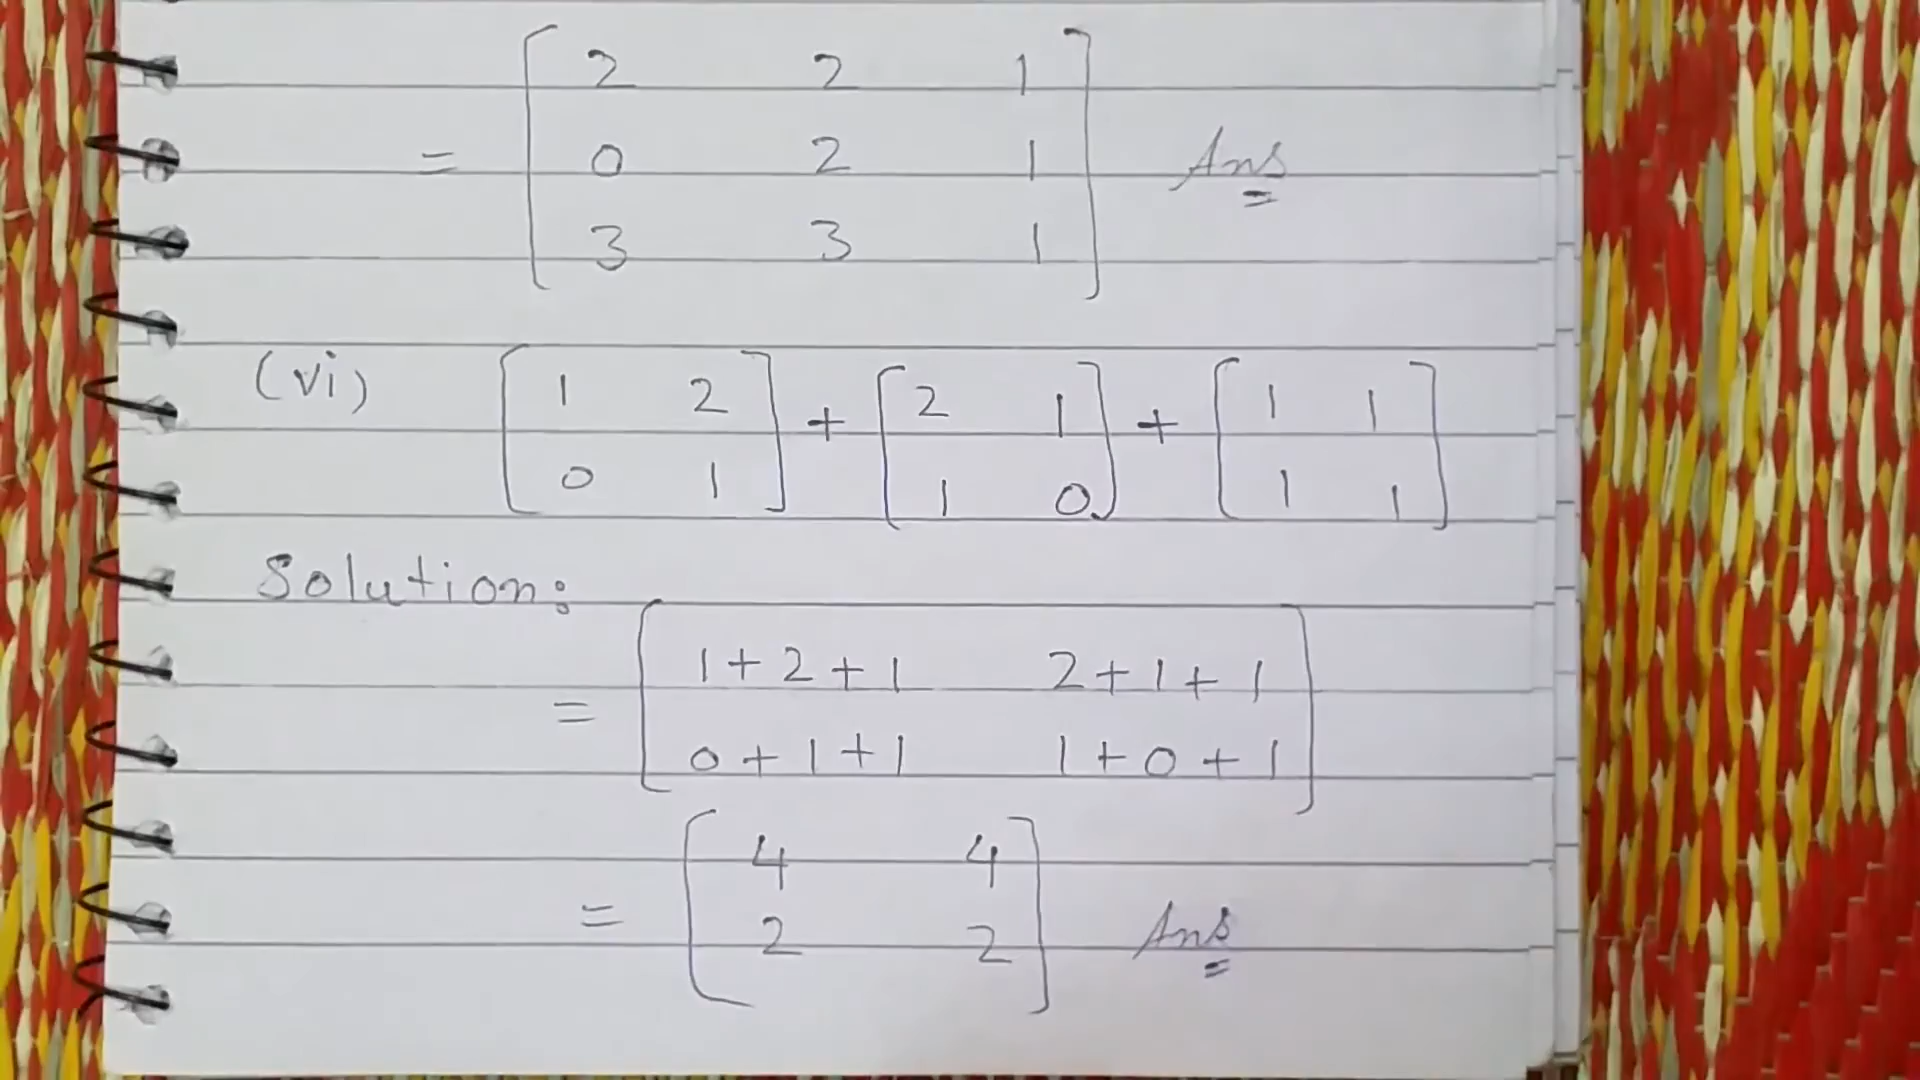 2 2 1
= 0 2 1 Ans
3 3 1
(vi) [1 2] + [2 1] + [1 1]
[0 1] [1 0] [1 1]
Solution:
= [1+2+1 2+1+1]
[0+1+1 1+0+1]
= [4 4]
[2 2] Ans